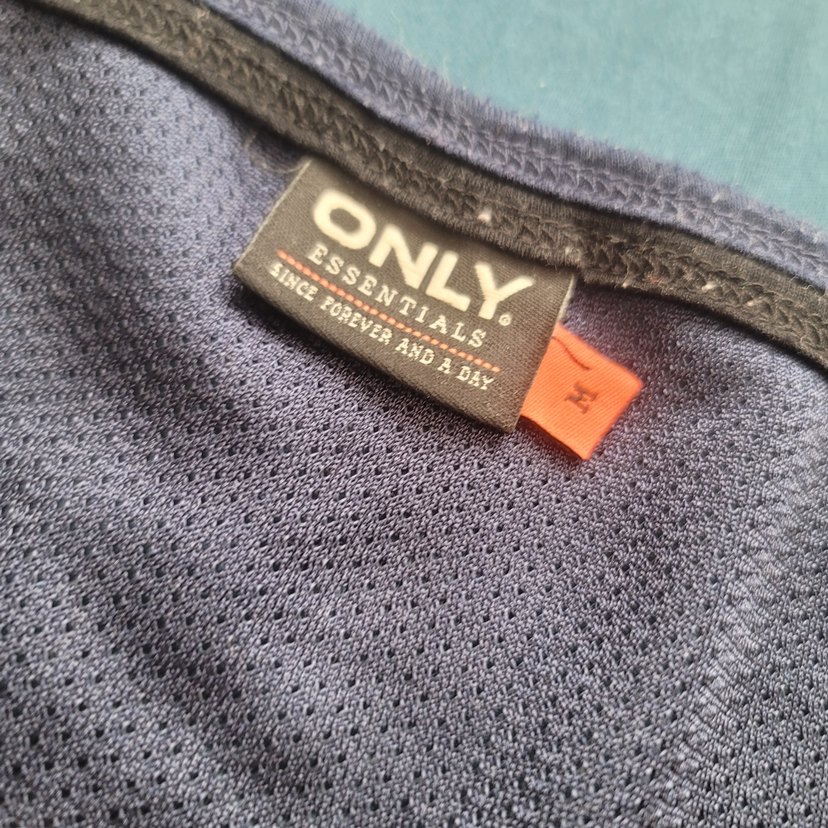 ONLY
ESSENTIALS
SINCE FOREVER AND A DAY
M